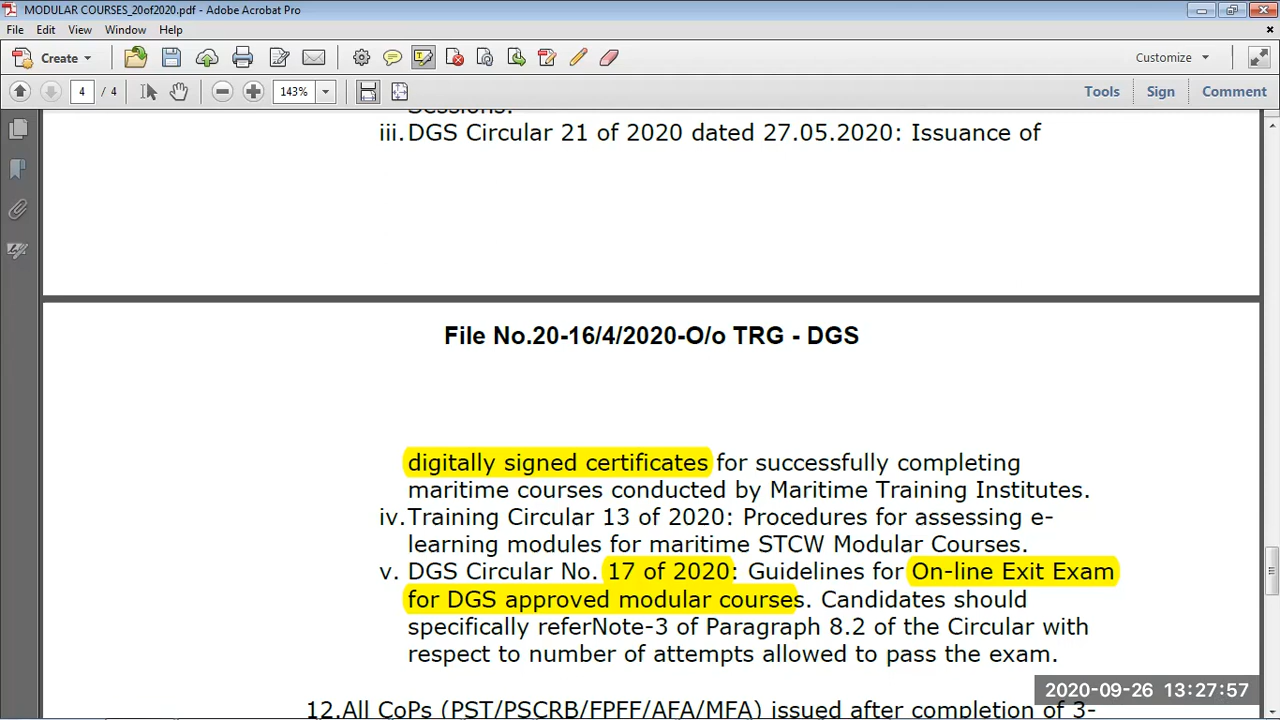 MODULAR COURSES_20of2020.pdf - Adobe Acrobat Pro
File Edit View Window Help
Create Customize
4 / 4 143% Tools Sign Comment
Sessions.
iii. DGS Circular 21 of 2020 dated 27.05.2020: Issuance of
File No.20-16/4/2020-O/o TRG - DGS
digitally signed certificates for successfully completing
maritime courses conducted by Maritime Training Institutes.
iv. Training Circular 13 of 2020: Procedures for assessing e-
learning modules for maritime STCW Modular Courses.
v. DGS Circular No. 17 of 2020: Guidelines for On-line Exit Exam
for DGS approved modular courses. Candidates should
specifically referNote-3 of Paragraph 8.2 of the Circular with
respect to number of attempts allowed to pass the exam.
2020-09-26 13:27:57
12.All CoPs (PST/PSCRB/FPFF/AFA/MFA) issued after completion of 3-